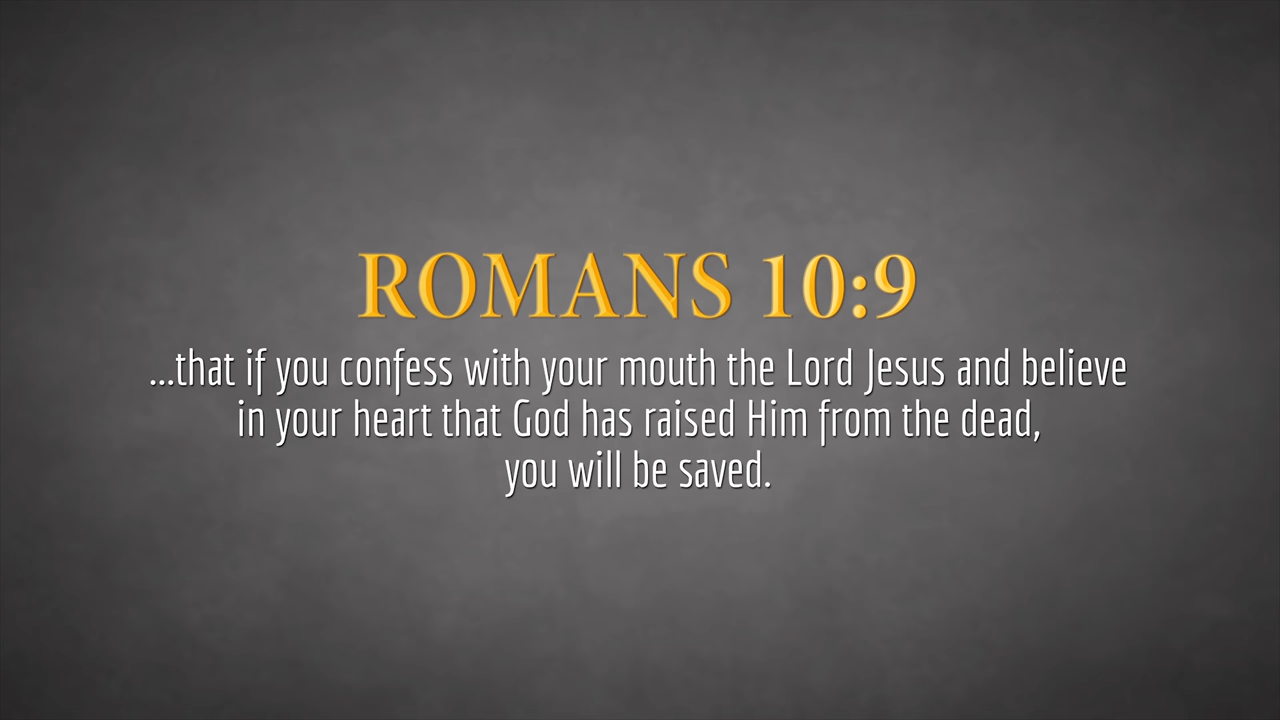 ROMANS 10:9
...that if you confess with your mouth the Lord Jesus and believe
in your heart that God has raised Him from the dead,
you will be saved.